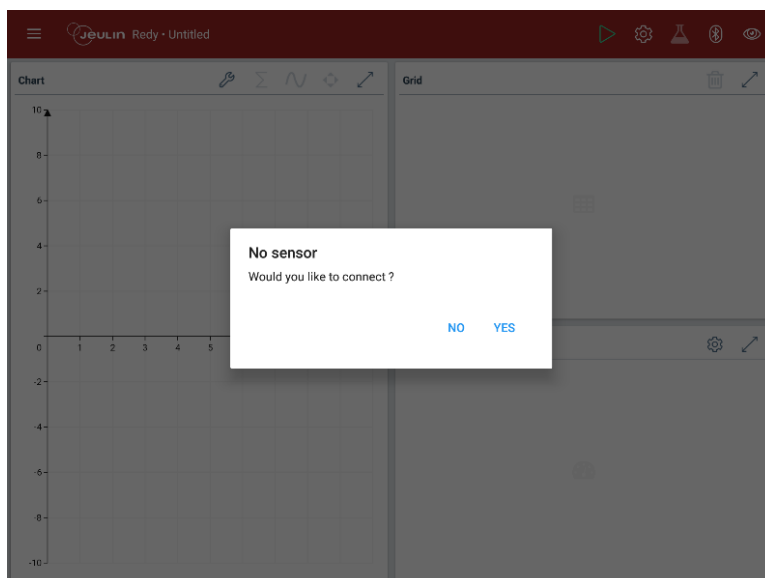 Jeulin Redy • Untitled
Chart
Grid
10
8
6
4
2
0
1 2 3 4 5
-2
-4
-6
-8
-10
No sensor
Would you like to connect ?
NO YES